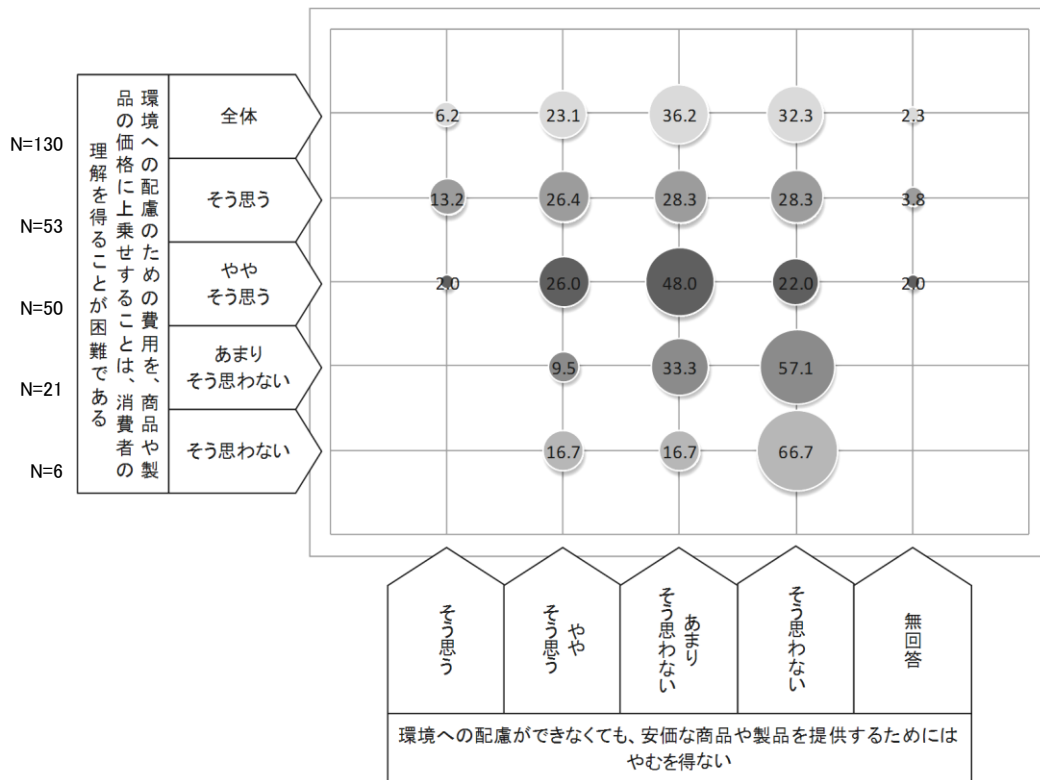 環境への配慮のための費用を、商品や製
品の価格に上乗せすることは、消費者の
理解を得ることが困難である
N=130
全体
6.2 23.1 36.2 32.3 2.3
N=53
そう思う
13.2 26.4 28.3 28.3 3.8
N=50
やや
そう思う
2.0 26.0 48.0 22.0 2.0
N=21
あまり
そう思わない
9.5 33.3 57.1
N=6
そう思わない
16.7 16.7 66.7
そう思う
やや
そう思う
あまり
そう思わない
そう思わない
無回答
環境への配慮ができなくても、安価な商品や製品を提供するためには
やむを得ない